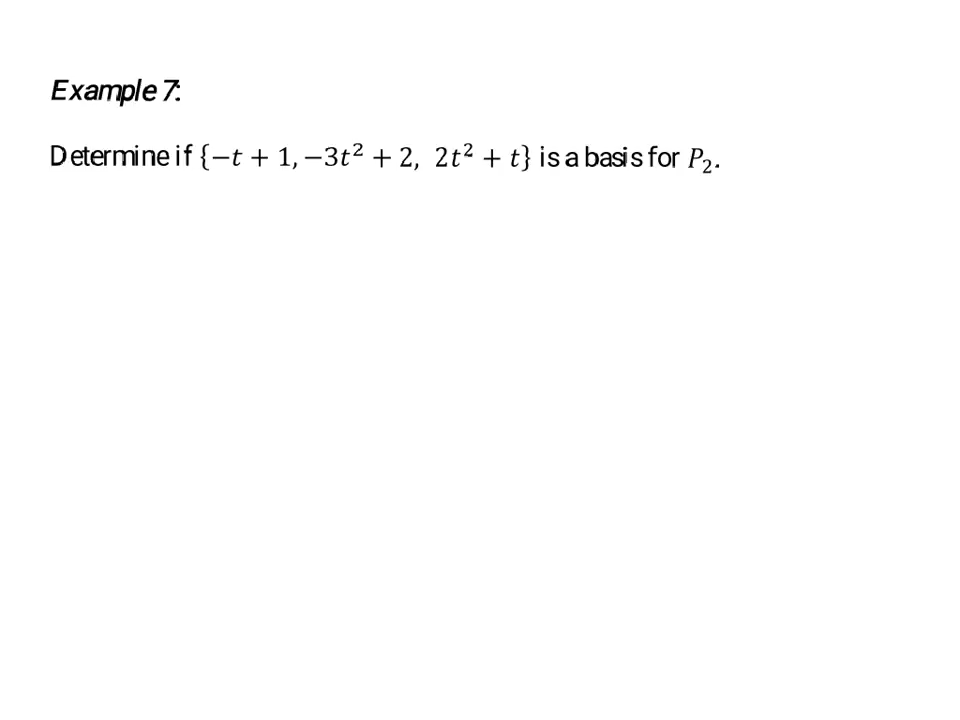 Example 7:
Determine if {−t + 1, −3t² + 2, 2t² + t} is a basis for P₂.